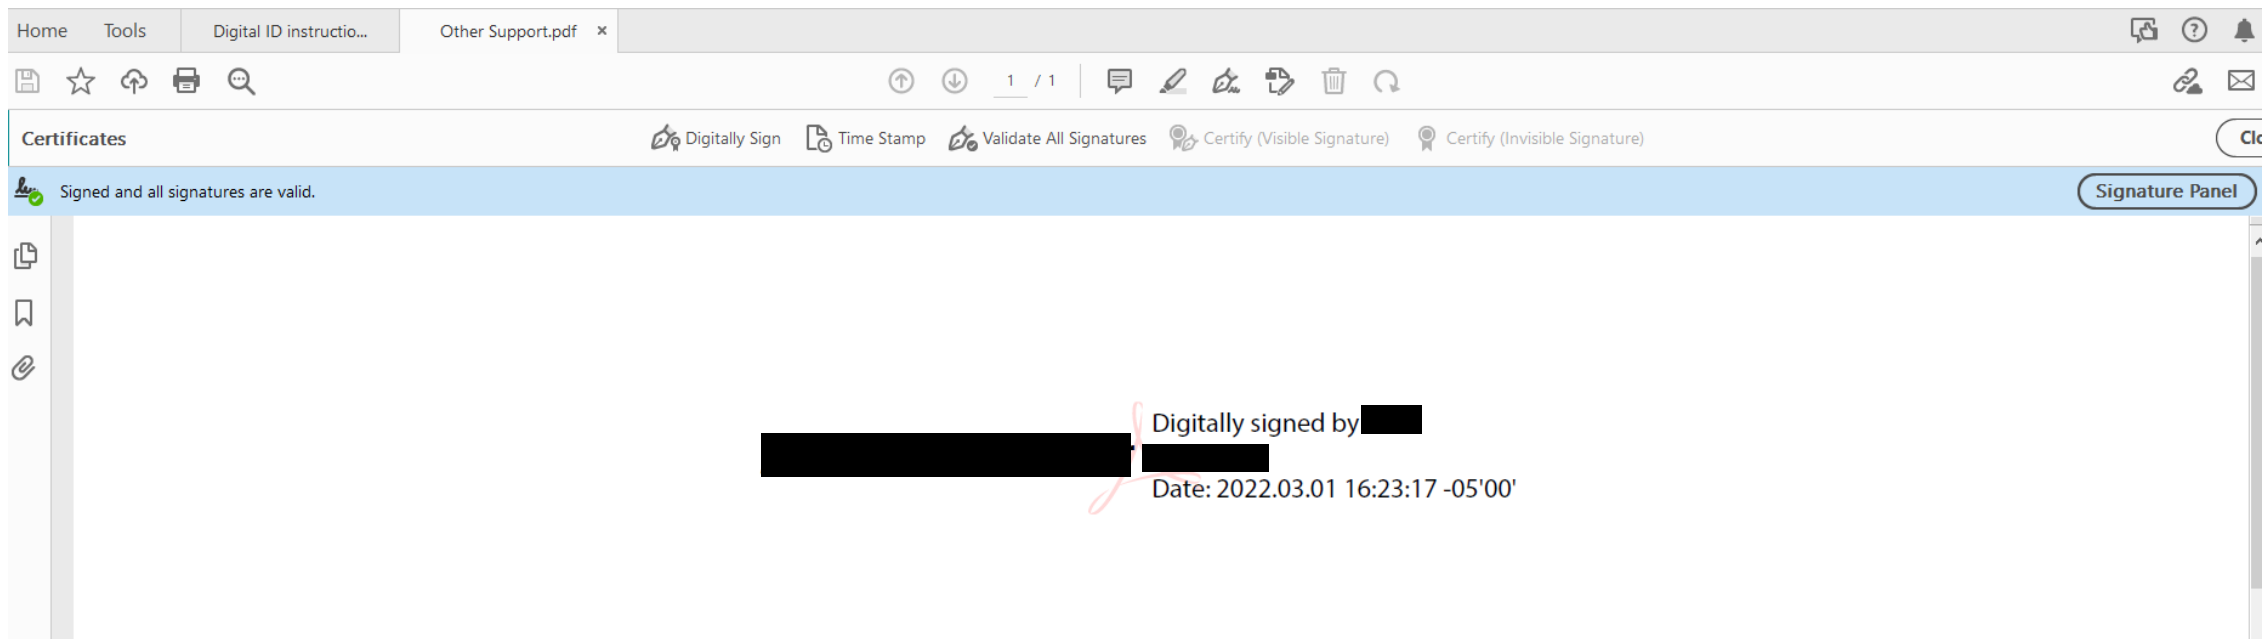 Home Tools Digital ID instructio... Other Support.pdf ×
1 / 1
Certificates Digitally Sign Time Stamp Validate All Signatures Certify (Visible Signature) Certify (Invisible Signature) Clo
Signed and all signatures are valid. Signature Panel
Digitally signed by
Date: 2022.03.01 16:23:17 -05'00'